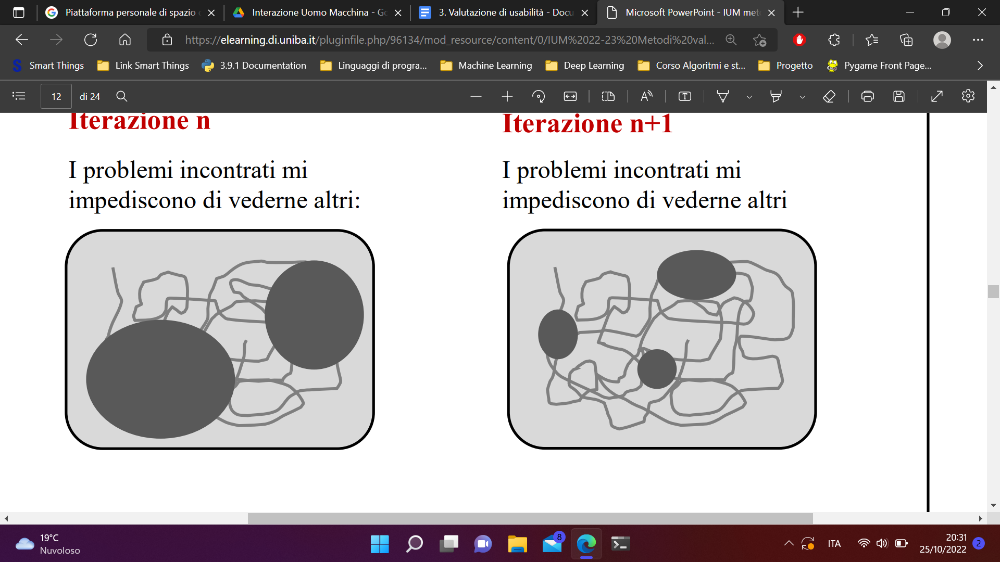 Piattaforma personale di spazio
Interazione Uomo Macchina - Go
3. Valutazione di usabilità - Docu
Microsoft PowerPoint - IUM met
https://elearning.di.uniba.it/pluginfile.php/96134/mod_resource/content/0/IUM%2022-23%20Metodi%20val...
Smart Things
Link Smart Things
3.9.1 Documentation
Linguaggi di progra...
Machine Learning
Deep Learning
Corso Algoritmi e st...
Progetto
Pygame Front Page...
12 di 24
Iterazione n
I problemi incontrati mi
impediscono di vederne altri:
Iterazione n+1
I problemi incontrati mi
impediscono di vederne altri
19°C
Nuvoloso
8
ITA
20:31
25/10/2022
2